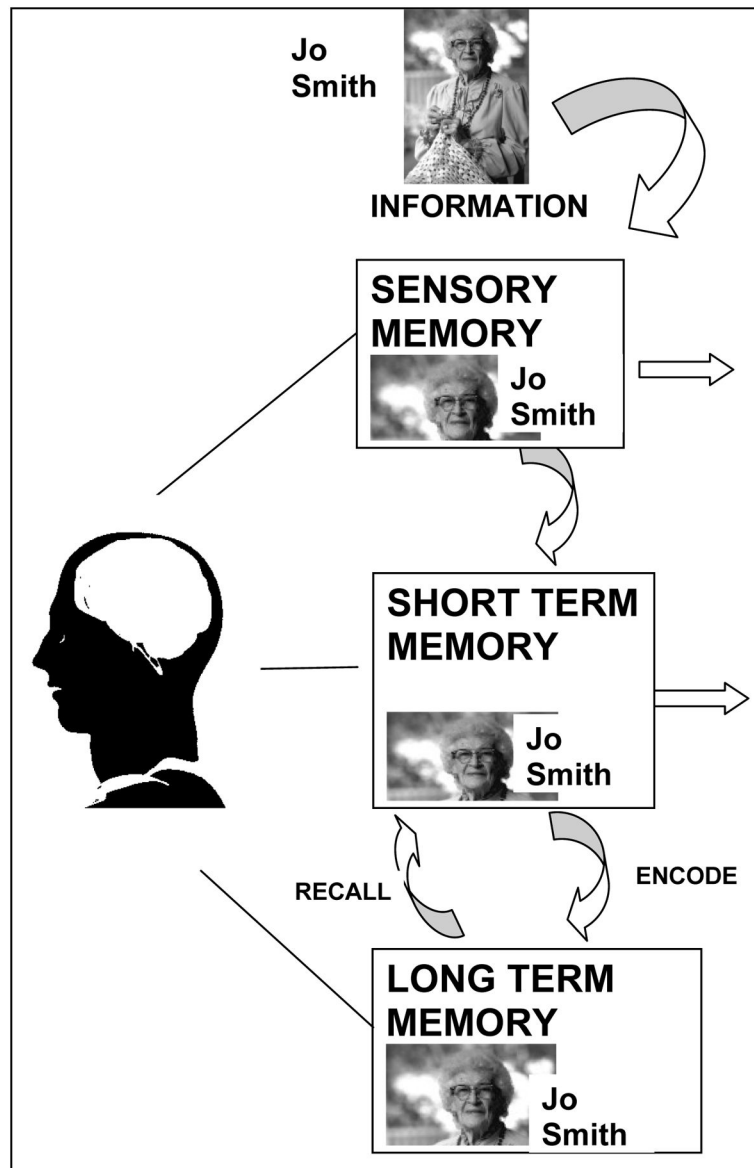 Jo
Smith
INFORMATION
SENSORY
MEMORY
Jo
Smith
SHORT TERM
MEMORY
Jo
Smith
RECALL
ENCODE
LONG TERM
MEMORY
Jo
Smith